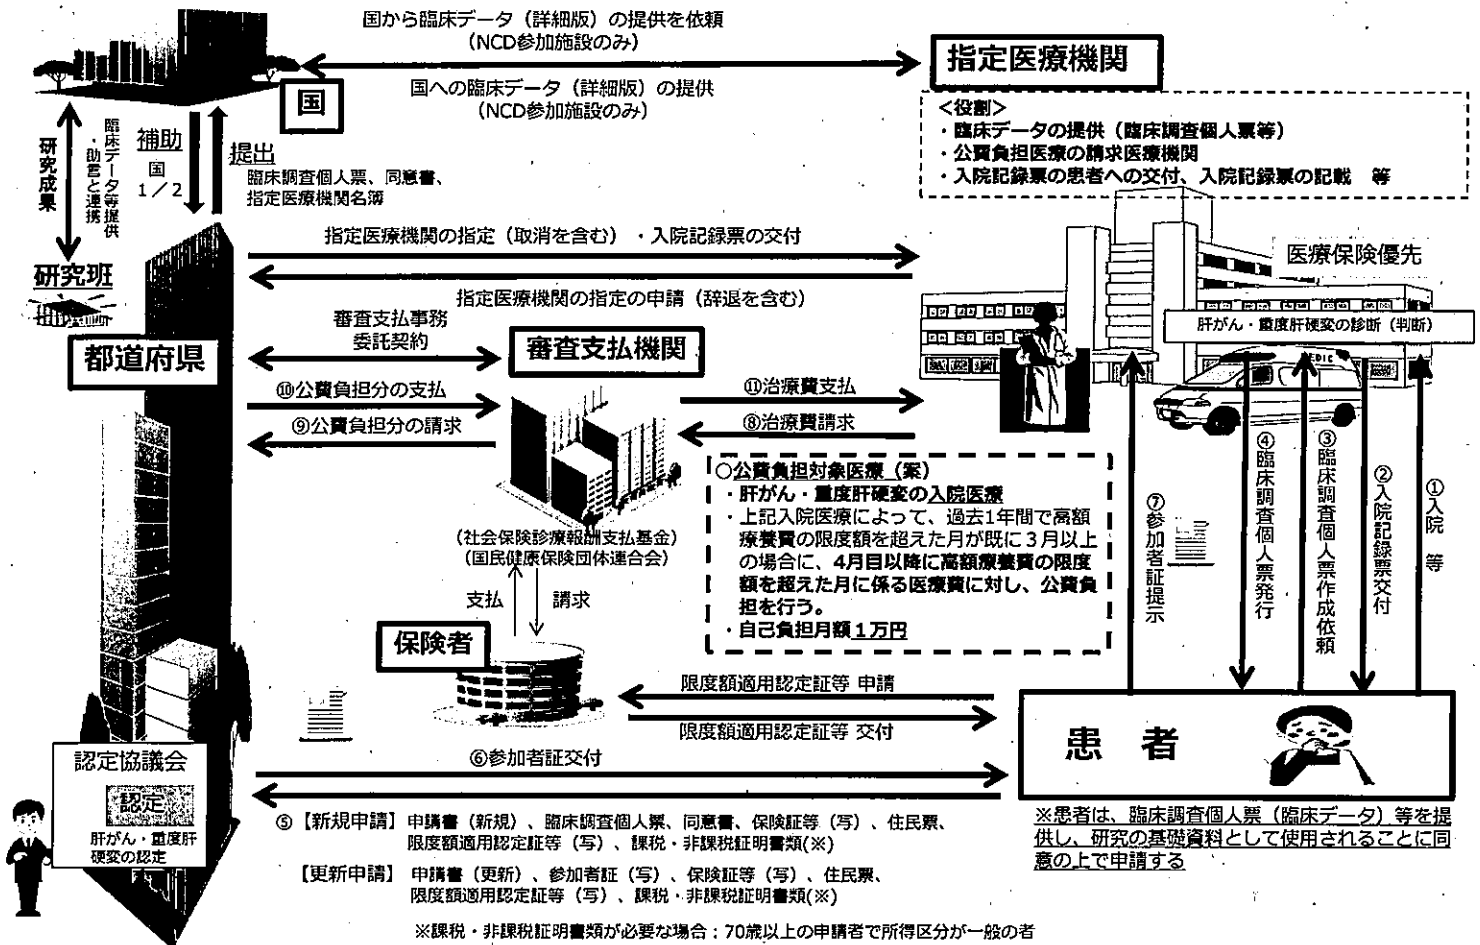 国から臨床データ（詳細版）の提供を依頼
（NCD参加施設のみ）
国への臨床データ（詳細版）の提供
（NCD参加施設のみ）
国
指定医療機関
＜役割＞
・臨床データの提供（臨床調査個人票等）
・公費負担医療の請求医療機関
・入院記録票の患者への交付、入院記録票の記載　等
研究成果
臨床データ等提供
・助言と連携
補助
国
１／２
提出
臨床調査個人票、同意書、
指定医療機関名簿
研究班
指定医療機関の指定（取消を含む）・入院記録票の交付
指定医療機関の指定の申請（辞退を含む）
医療保険優先
肝がん・重度肝硬変の診断（判断）
都道府県
審査支払事務
委託契約
審査支払機関
⑩公費負担分の支払
⑨公費負担分の請求
⑪治療費支払
⑧治療費請求
（社会保険診療報酬支払基金）
（国民健康保険団体連合会）
支払
請求
保険者
○公費負担対象医療（案）
・肝がん・重度肝硬変の入院医療
・上記入院医療によって、過去1年間で高額
療養費の限度額を超えた月が既に３月以上
の場合に、4月目以降に高額療養費の限度
額を超えた月に係る医療費に対し、公費負
担を行う。
・自己負担月額１万円
⑦参加者証提示
④臨床調査個人票発行
③臨床調査個人票作成依頼
②入院記録票交付
①入院　等
限度額適用認定証等 申請
限度額適用認定証等 交付
患　者
認定協議会
認定
肝がん・重度肝
硬変の認定
⑥参加者証交付
⑤【新規申請】申請書（新規）、臨床調査個人票、同意書、保険証等（写）、住民票、
限度額適用認定証等（写）、課税・非課税証明書類(※)
【更新申請】申請書（更新）、参加者証（写）、保険証等（写）、住民票、
限度額適用認定証等（写）、課税・非課税証明書類(※)
※課税・非課税証明書類が必要な場合；70歳以上の申請者で所得区分が一般の者
※患者は、臨床調査個人票（臨床データ）等を提
供し、研究の基礎資料として使用されることに同
意の上で申請する